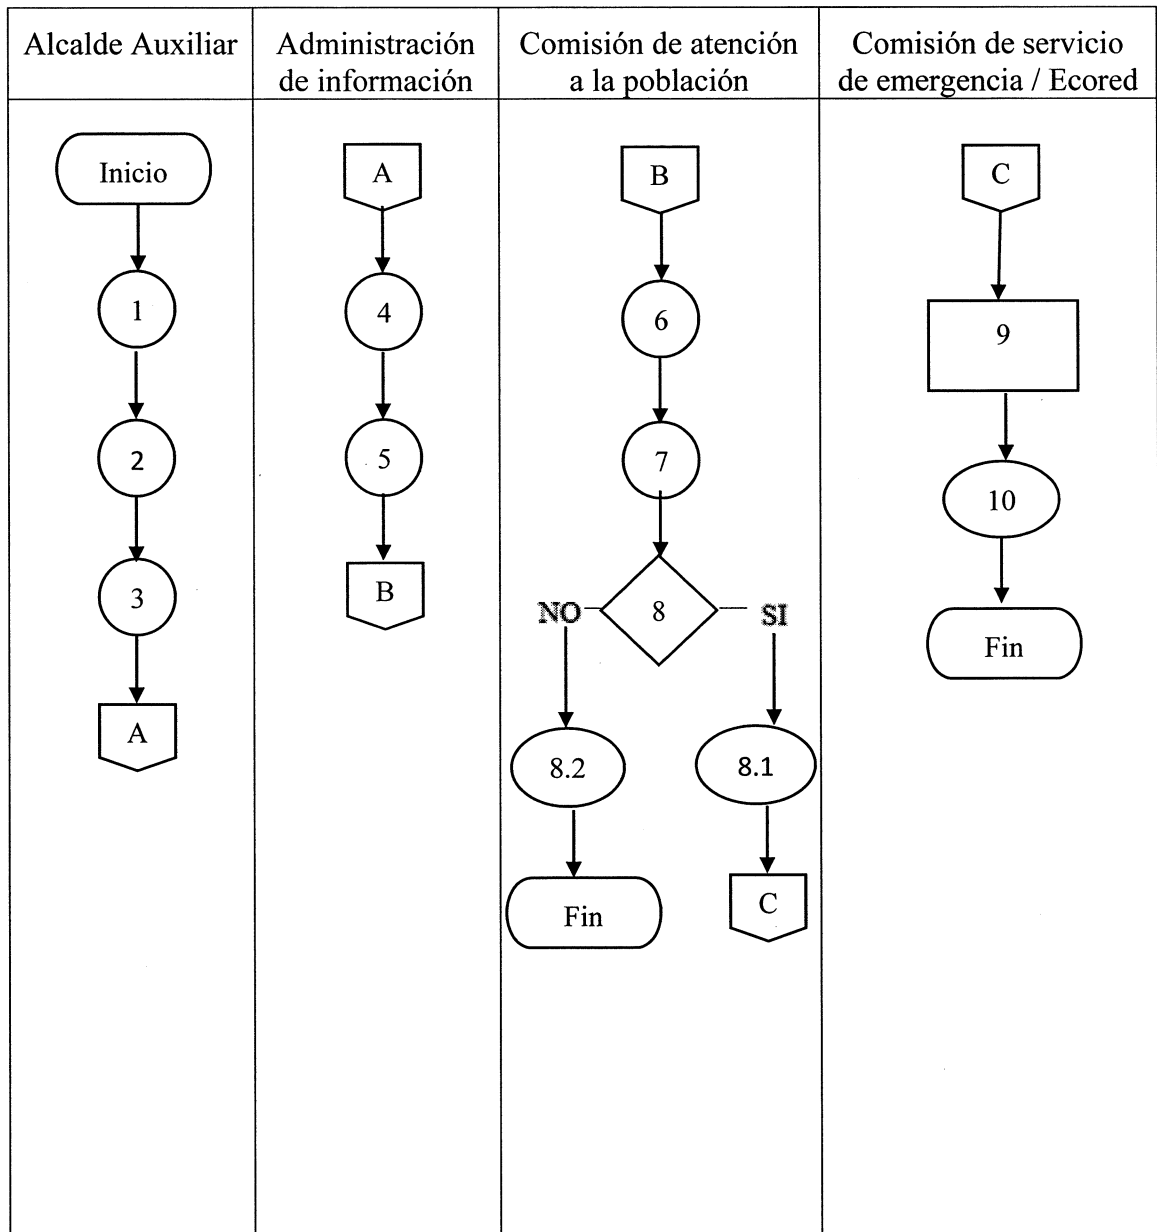 Alcalde Auxiliar
Administración
de información
Comisión de atención
a la población
Comisión de servicio
de emergencia / Ecored
Inicio
1
2
3
A
A
4
5
B
B
6
7
8
NO
SI
8.2
8.1
Fin
C
C
9
10
Fin